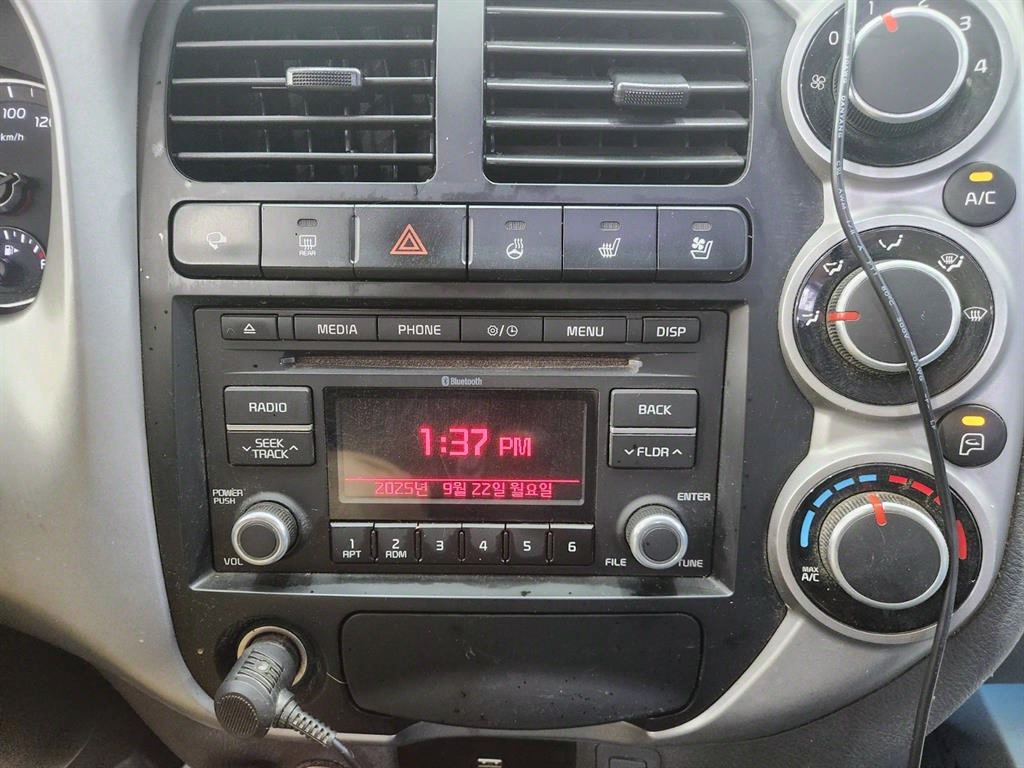 100 120
km/h
0 1 2 3 4
A/C
REAR
MEDIA PHONE MENU DISP
Bluetooth
RADIO
SEEK
TRACK
BACK
FLDR
1:37 PM
2025년 9월 22일 월요일
POWER
PUSH
VOL
ENTER
FILE
TUNE
1 2 3 4 5 6
RPT RDM
MAX
A/C